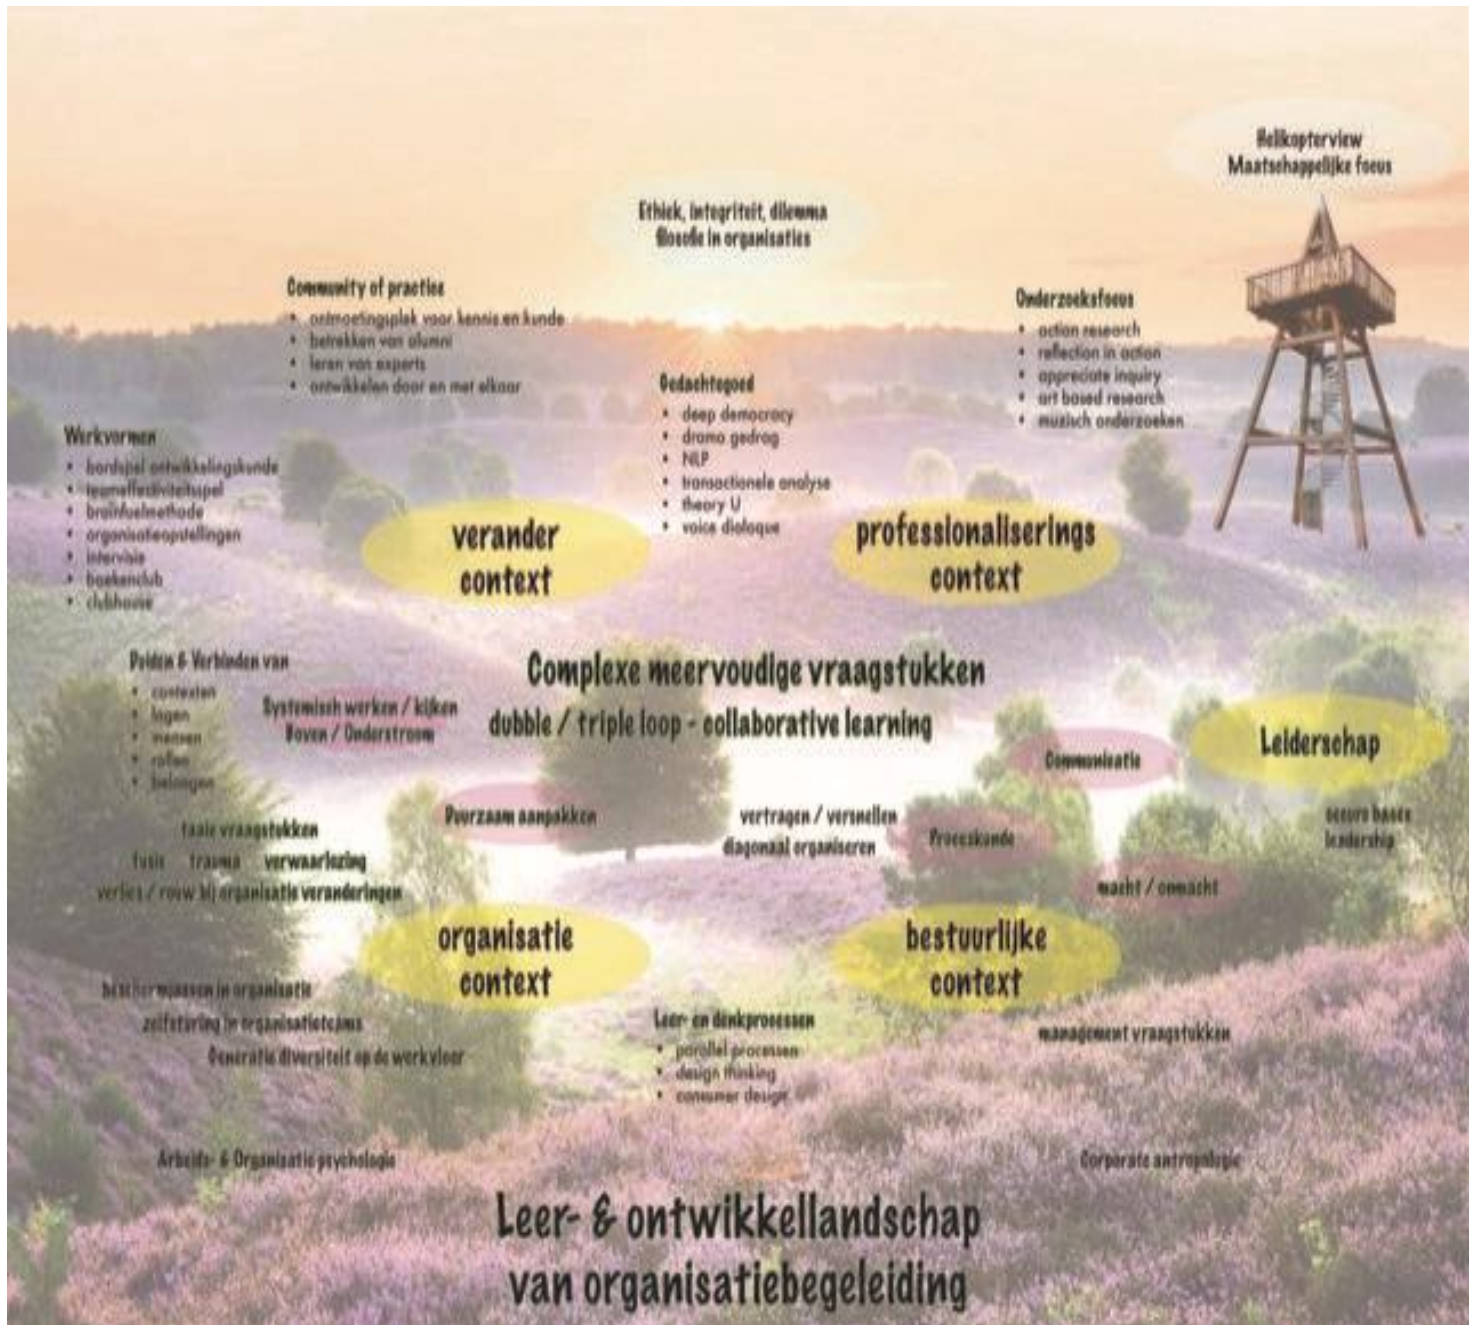 Helikopterview
Maatschappelijke focus
Ethiek, integriteit, dilemma
filosofie in organisaties
Community of practice
• ontmoetingsplek voor kennis en kunde
• betrekken van alumni
• leren van experts
• ontwikkelen door en met elkaar
Onderzoeksfocus
• action research
• reflection in action
• appreciate inquiry
• art based research
• muzisch onderzoeken
Gedachtegoed
• deep democracy
• drama gedrag
• NLP
• transactionele analyse
• theory U
• voice dialogue
Werkvormen
• bordspel ontwikkelingskunde
• teameffectiviteitsspel
• brainfuelmethode
• organisatieopstellingen
• intervisie
• boekenclub
• clubhouse
verander
context
professionaliserings
context
Duiden & Verbinden van
• contexten
• lagen
• mensen
• rollen
• belangen
Systemisch werken / kijken
Boven / Onderstroom
Complexe meervoudige vraagstukken
dubble / triple loop - collaborative learning
Communicatie
Leiderschap
Duurzaam aanpakken
vertragen / versnellen
diagonaal organiseren
Proceskunde
secure base
leadership
macht / onmacht
taaie vraagstukken
fusie trauma verwaarlozing
verlies / rouw bij organisatie veranderingen
organisatie
context
bestuurlijke
context
beschermjassen in organisatie
zelfsturing in organisatieteams
Generatie diversiteit op de werkvloer
Leer- en denkprocessen
• parallel processen
• design thinking
• consumer design
management vraagstukken
Arbeids- & Organisatie psychologie
Corporate antropologie
Leer- & ontwikkellandschap
van organisatiebegeleiding